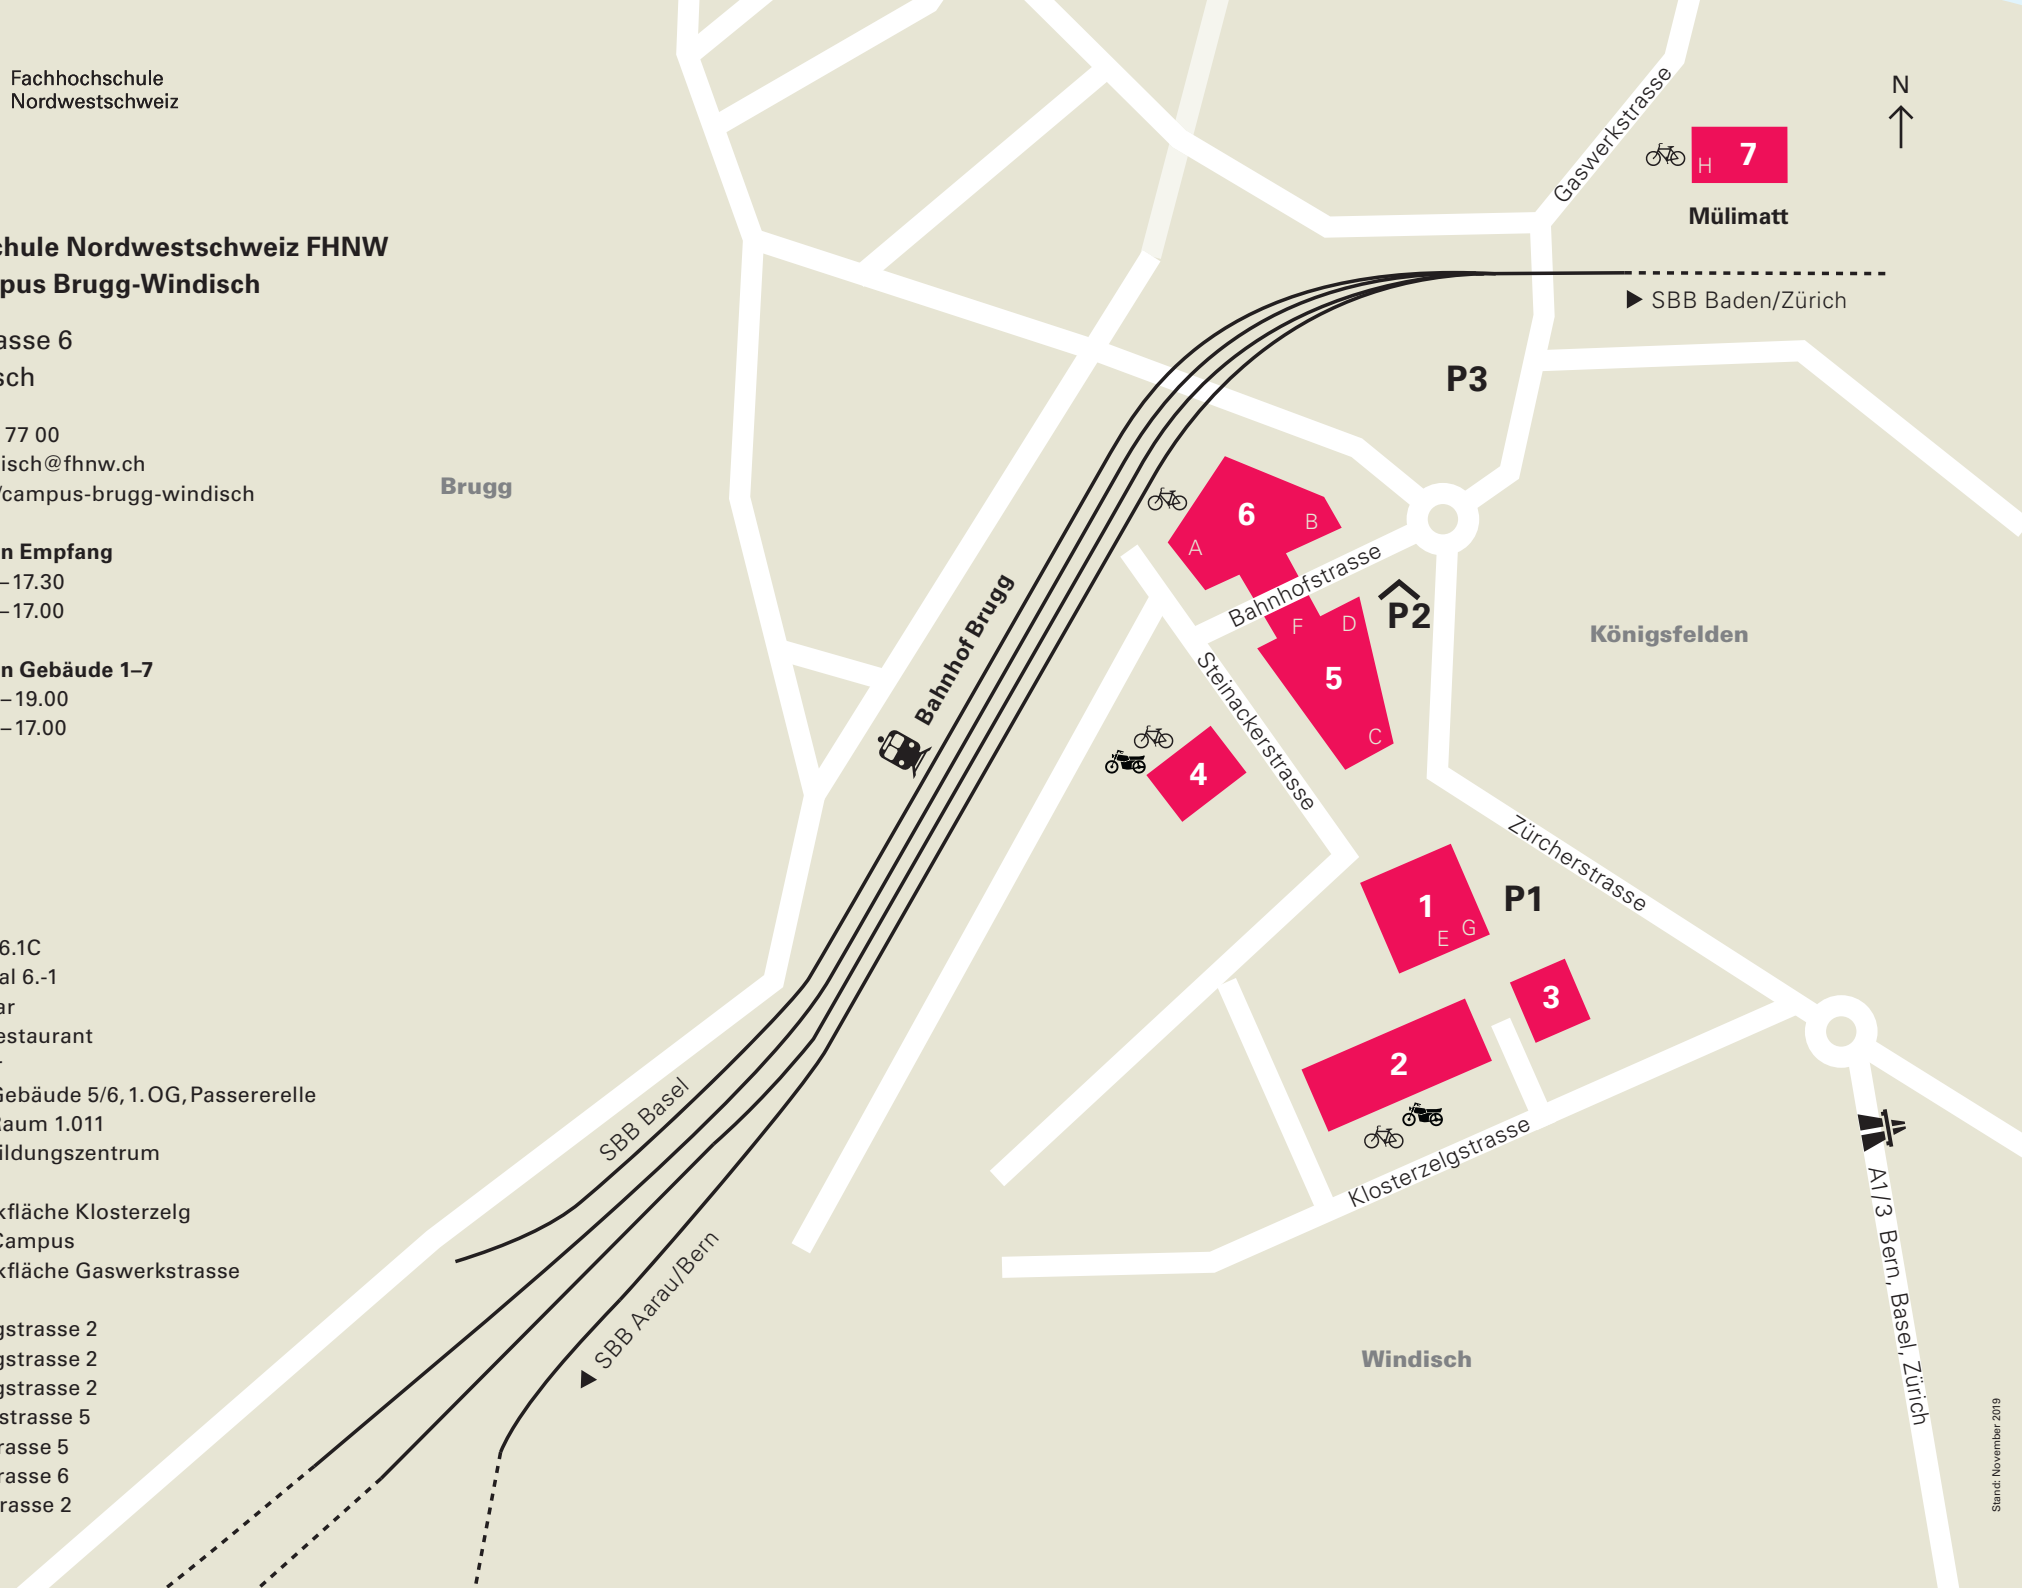 Fachhochschule
Nordwestschweiz
chule Nordwestschweiz FHNW
pus Brugg-Windisch
asse 6
sch
77 00
isch@fhnw.ch
/campus-brugg-windisch
n Empfang
–17.30
–17.00
n Gebäude 1–7
–19.00
–17.00
6.1C
al 6.-1
ar
estaurant
r
Gebäude 5/6, 1. OG, Passererelle
Raum 1.011
ildungszentrum
kfläche Klosterzelg
Campus
kfläche Gaswerkstrasse
gstrasse 2
gstrasse 2
gstrasse 2
strasse 5
rasse 5
rasse 6
rasse 2
N
Gaswerkstrasse
H 7
Mülimatt
SBB Baden/Zürich
P3
Brugg
6
B
A
Bahnhofstrasse
P2
F
D
5
C
Königsfelden
Bahnhof Brugg
Steinackerstrasse
4
Zürcherstrasse
1
E
G
P1
3
2
Klosterzelgstrasse
SBB Basel
SBB Aarau/Bern
A1/3 Bern, Basel, Zürich
Windisch
Stand: November 2019